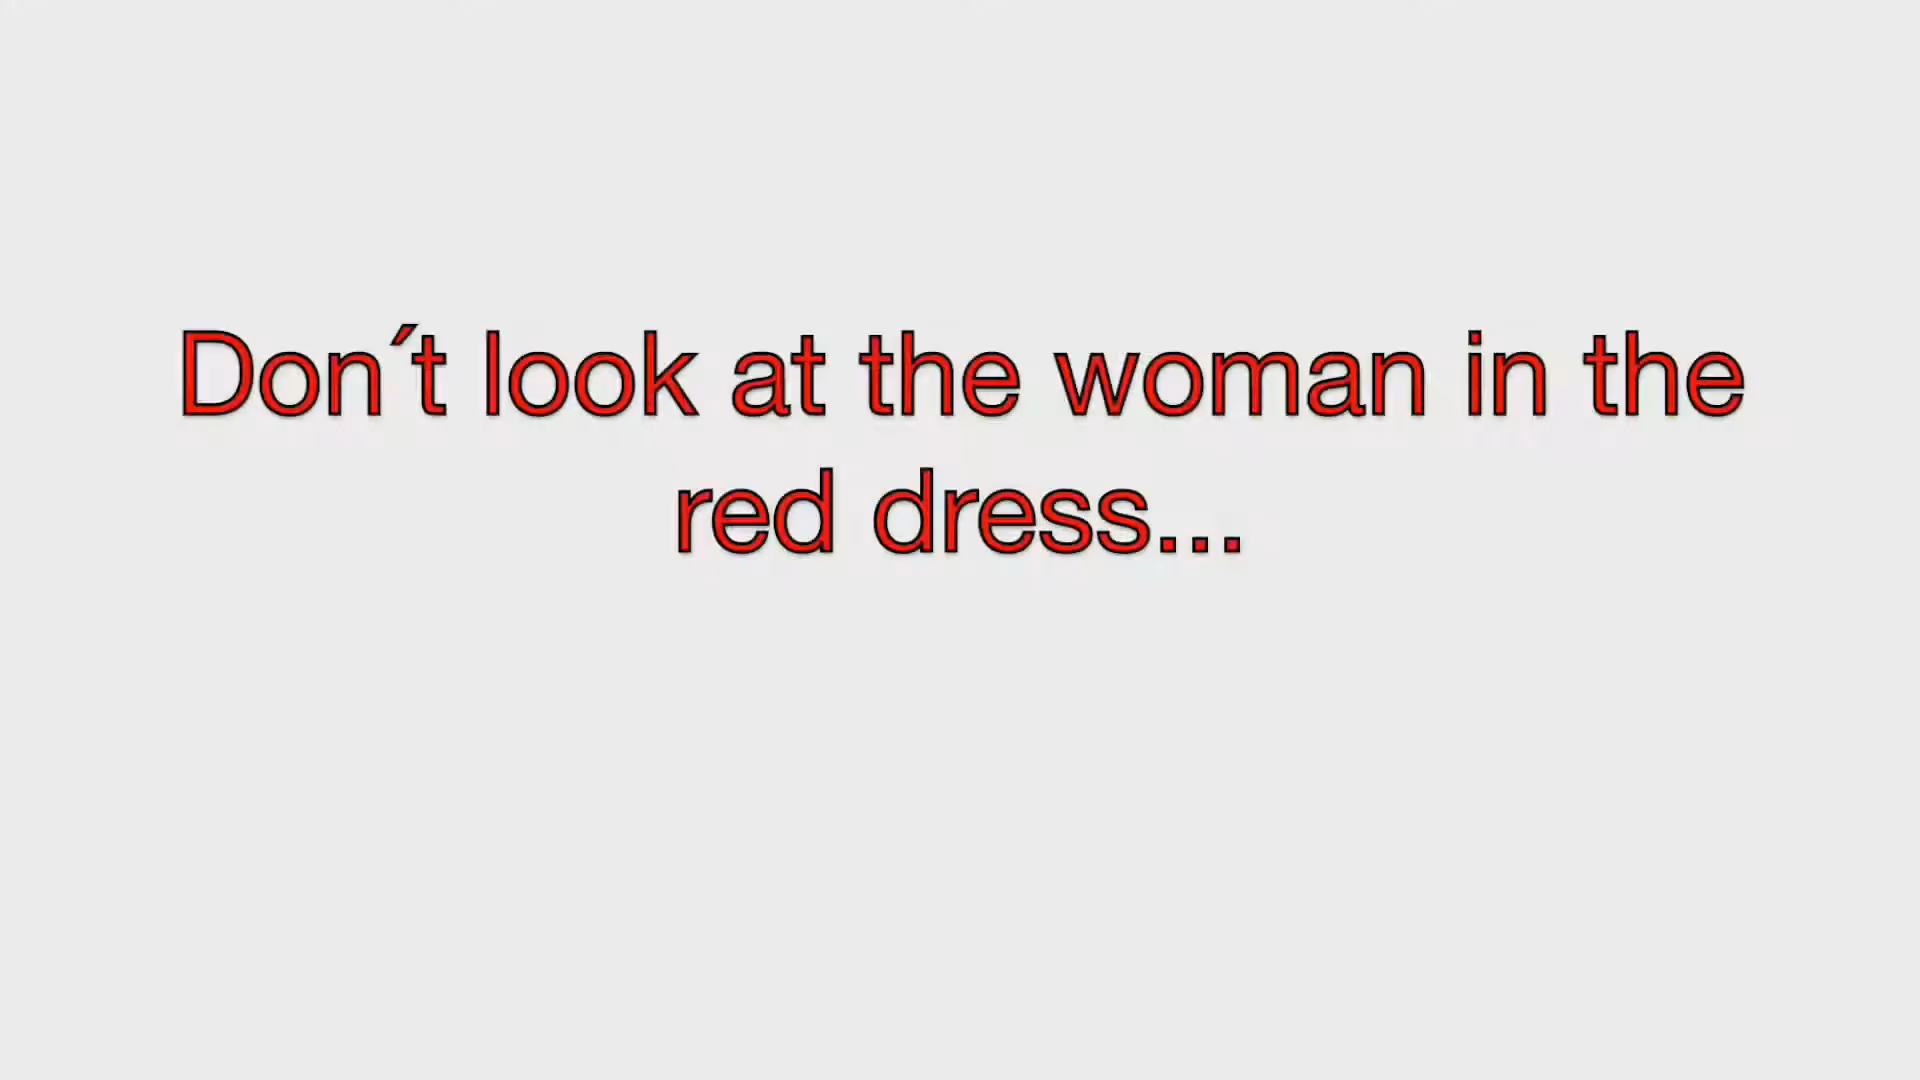 Don´t look at the woman in the
red dress...